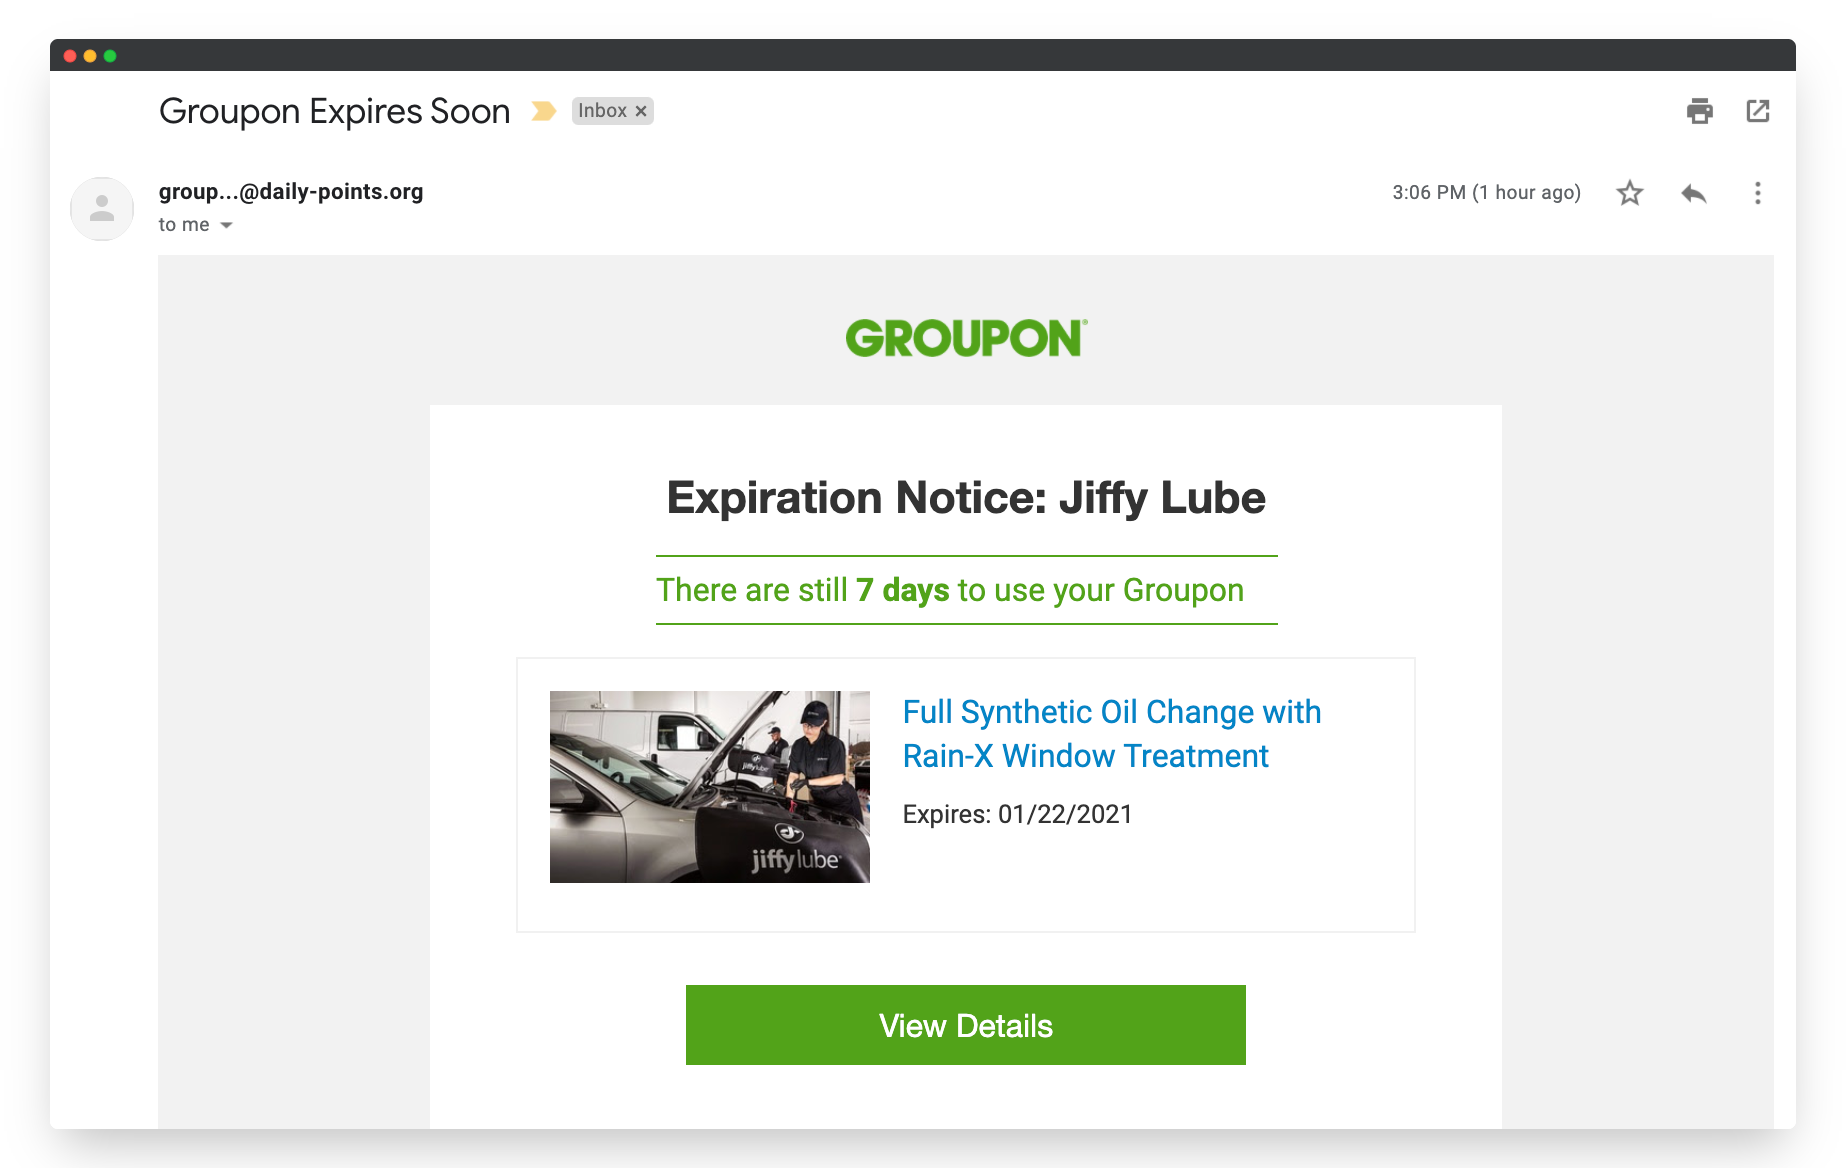 Groupon Expires Soon
Inbox ×
group...@daily-points.org
3:06 PM (1 hour ago)
to me
GROUPON®
Expiration Notice: Jiffy Lube
There are still 7 days to use your Groupon
Full Synthetic Oil Change with
Rain-X Window Treatment
Expires: 01/22/2021
jiffylube
jiffylube
View Details